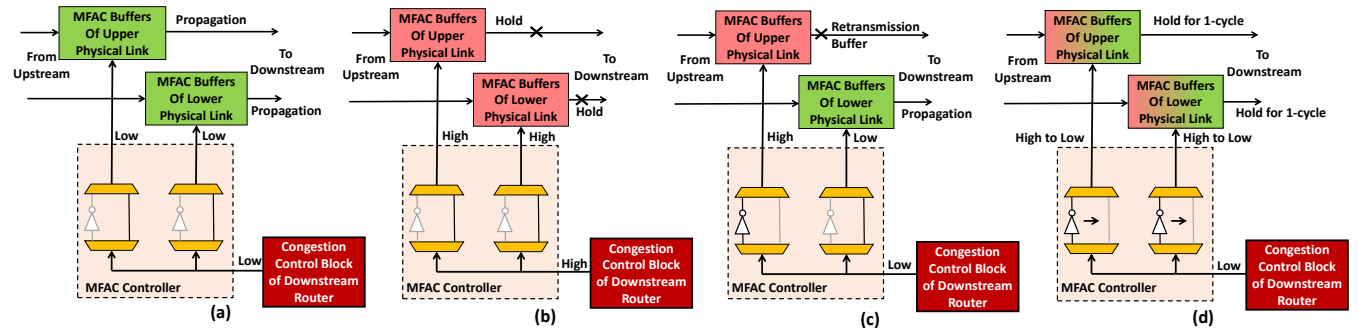 MFAC Buffers
Of Upper
Physical Link
Propagation
From
Upstream
To
Downstream
MFAC Buffers
Of Lower
Physical Link
Propagation
Low
Low
Low
Congestion
Control Block
of Downstream
Router
MFAC Controller
(a)
MFAC Buffers
Of Upper
Physical Link
Hold
From
Upstream
To
Downstream
MFAC Buffers
Of Lower
Physical Link
Hold
High
High
High
Congestion
Control Block
of Downstream
Router
MFAC Controller
(b)
MFAC Buffers
Of Upper
Physical Link
Retransmission
Buffer
From
Upstream
To
Downstream
MFAC Buffers
Of Lower
Physical Link
Propagation
High
Low
Low
Congestion
Control Block
of Downstream
Router
MFAC Controller
(c)
MFAC Buffers
Of Upper
Physical Link
Hold for 1-cycle
From
Upstream
To
Downstream
MFAC Buffers
Of Lower
Physical Link
Hold for 1-cycle
High to Low
High to Low
Low
Congestion
Control Block
of Downstream
Router
MFAC Controller
(d)